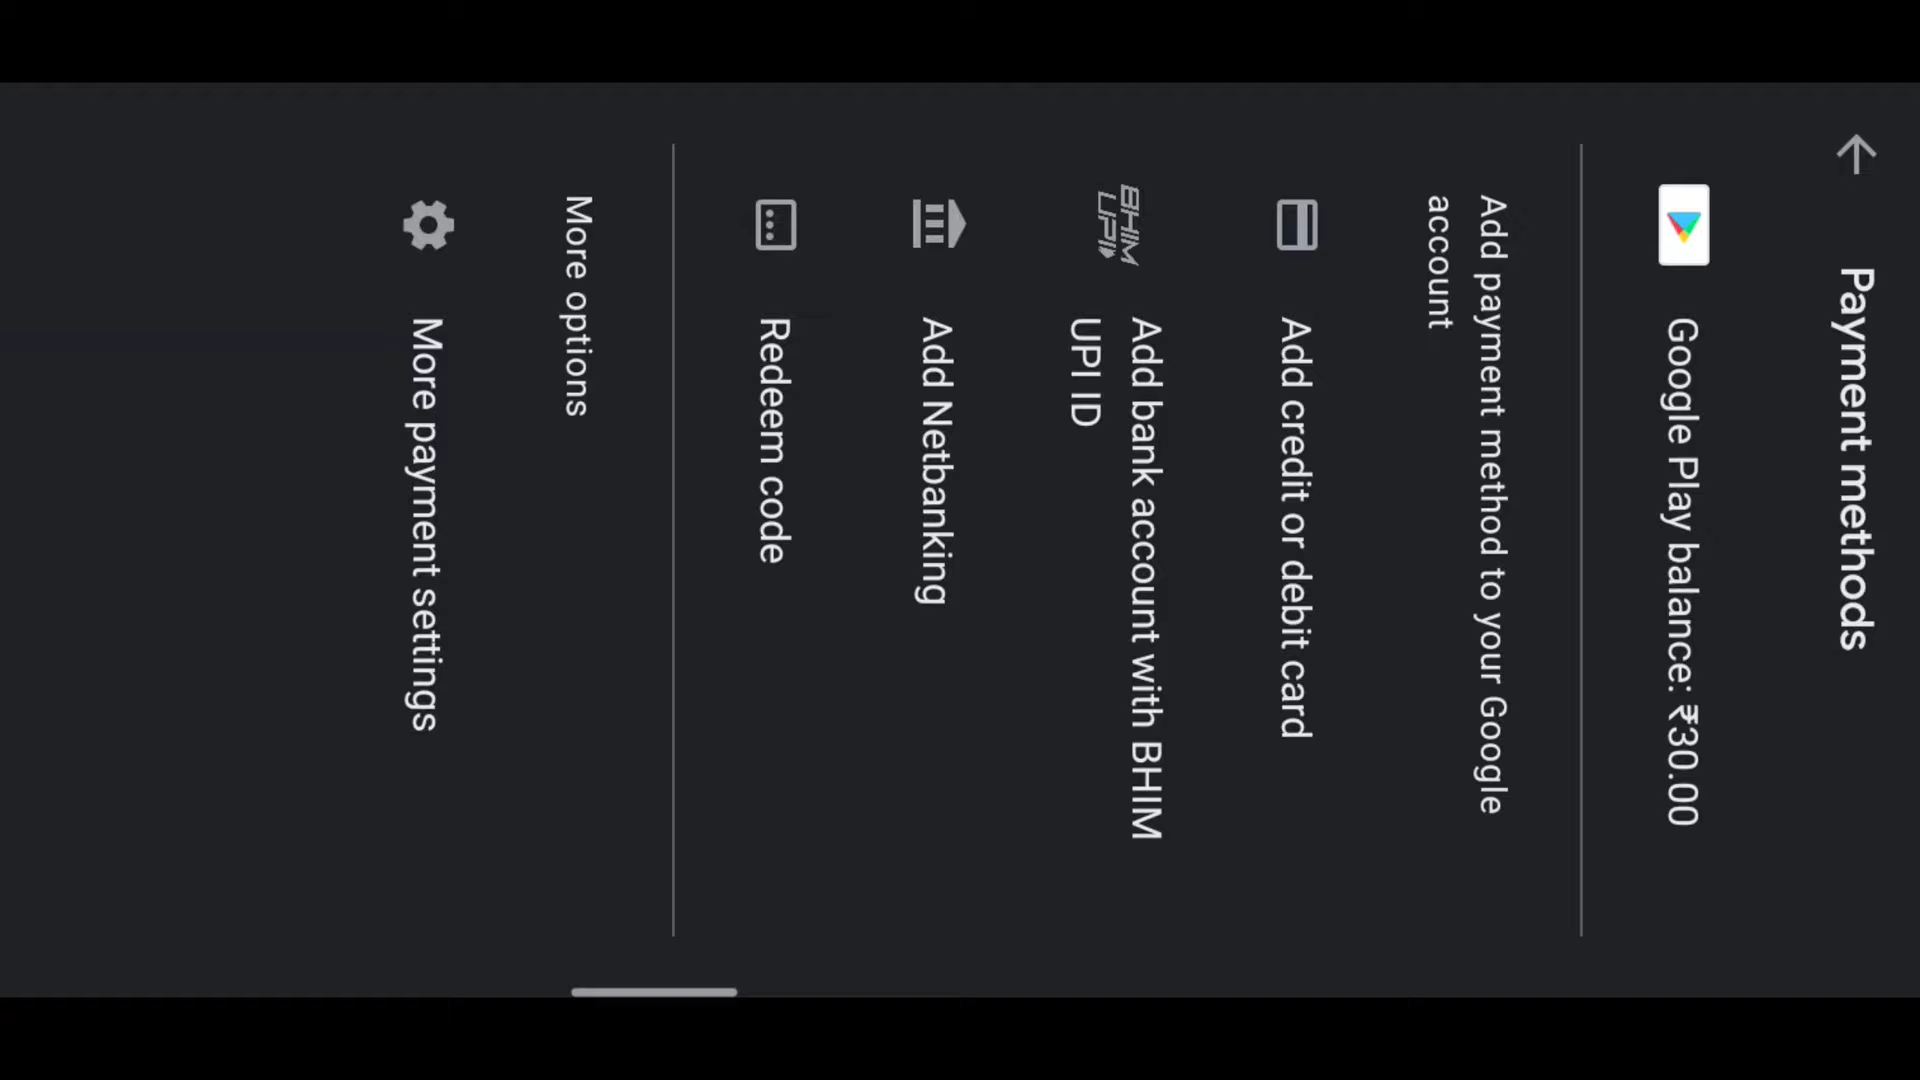 Payment methods
Google Play balance: ₹30.00
Add payment method to your Google
account
Add credit or debit card
BHIM
UPI
Add bank account with BHIM
UPI ID
Add Netbanking
Redeem code
More options
More payment settings